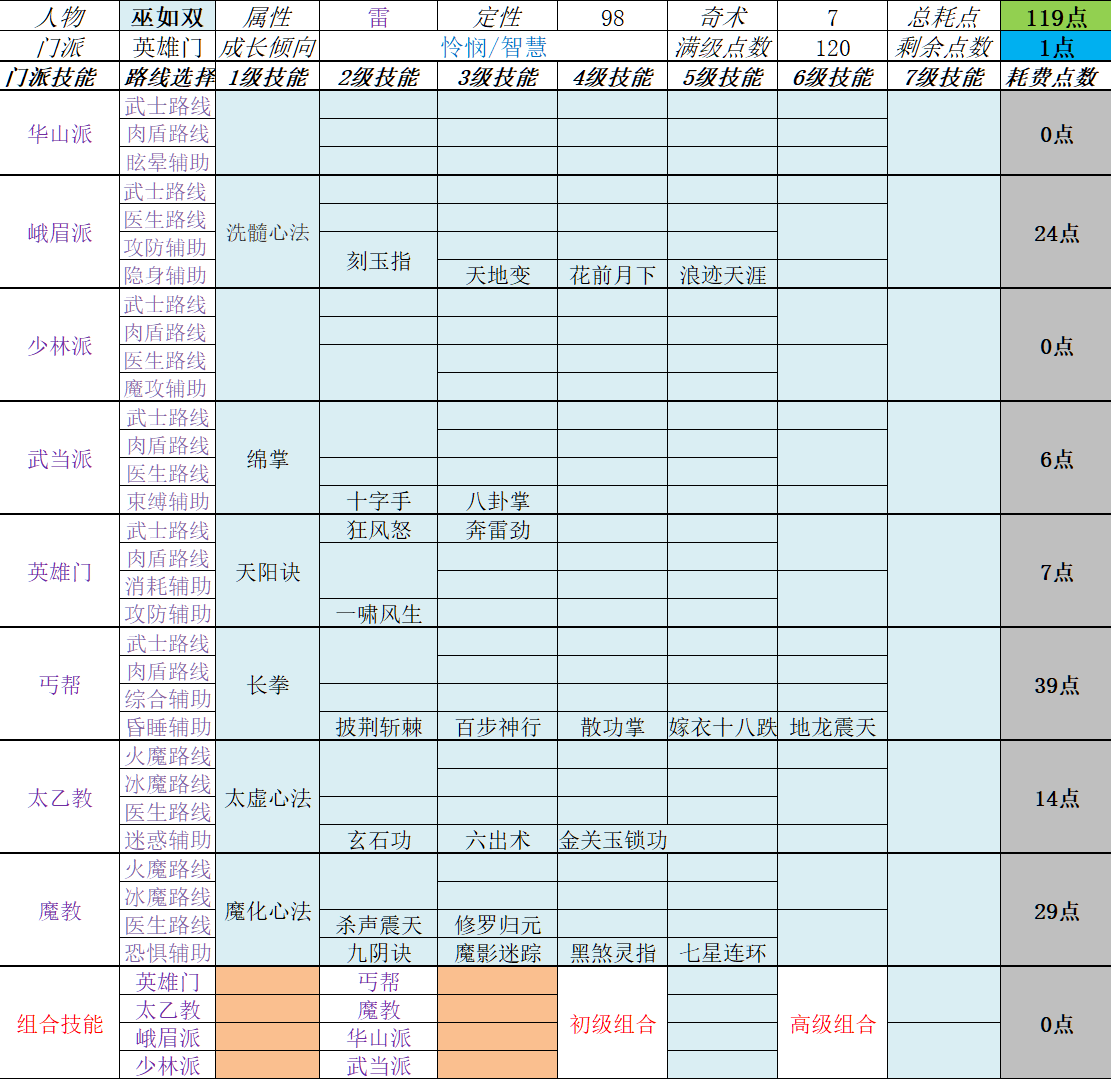 人物 巫如双 属性 雷 定性 98 奇术 7 总耗点 119点
门派 英雄门 成长倾向 怜悯/智慧 满级点数 120 剩余点数 1点
门派技能 路线选择 1级技能 2级技能 3级技能 4级技能 5级技能 6级技能 7级技能 耗费点数
华山派 武士路线 0点
肉盾路线
眩晕辅助
峨眉派 武士路线 洗髓心法 24点
医生路线
攻防辅助 刻玉指
隐身辅助 天地变 花前月下 浪迹天涯
少林派 武士路线 0点
肉盾路线
医生路线
魔攻辅助
武当派 武士路线 绵掌 6点
肉盾路线
医生路线
束缚辅助 十字手 八卦掌
英雄门 武士路线 天阳诀 狂风怒 奔雷劲 7点
肉盾路线
消耗辅助
攻防辅助 一啸风生
丐帮 武士路线 长拳 39点
肉盾路线
综合辅助
昏睡辅助 披荆斩棘 百步神行 散功掌 嫁衣十八跌 地龙震天
太乙教 火魔路线 太虚心法 14点
冰魔路线
医生路线
迷惑辅助 玄石功 六出术 金关玉锁功
魔教 火魔路线 魔化心法 29点
冰魔路线
医生路线 杀声震天 修罗归元
恐惧辅助 九阴诀 魔影迷踪 黑煞灵指 七星连环
组合技能 英雄门 丐帮 初级组合 高级组合 0点
太乙教 魔教
峨眉派 华山派
少林派 武当派